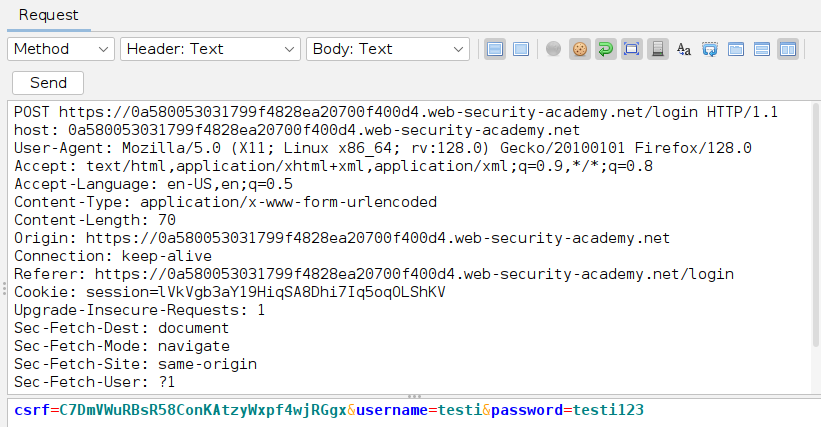 Request
Method Header: Text Body: Text
Send
POST https://0a580053031799f4828ea20700f400d4.web-security-academy.net/login HTTP/1.1
host: 0a580053031799f4828ea20700f400d4.web-security-academy.net
User-Agent: Mozilla/5.0 (X11; Linux x86_64; rv:128.0) Gecko/20100101 Firefox/128.0
Accept: text/html,application/xhtml+xml,application/xml;q=0.9,*/*;q=0.8
Accept-Language: en-US,en;q=0.5
Content-Type: application/x-www-form-urlencoded
Content-Length: 70
Origin: https://0a580053031799f4828ea20700f400d4.web-security-academy.net
Connection: keep-alive
Referer: https://0a580053031799f4828ea20700f400d4.web-security-academy.net/login
Cookie: session=lVkVgb3aY19HiqSA8Dhi7Iq5oqOLShKV
Upgrade-Insecure-Requests: 1
Sec-Fetch-Dest: document
Sec-Fetch-Mode: navigate
Sec-Fetch-Site: same-origin
Sec-Fetch-User: ?1
csrf=C7DmVWuRBsR58ConKAtzyWxpf4wjRGgx&username=testi&password=testi123